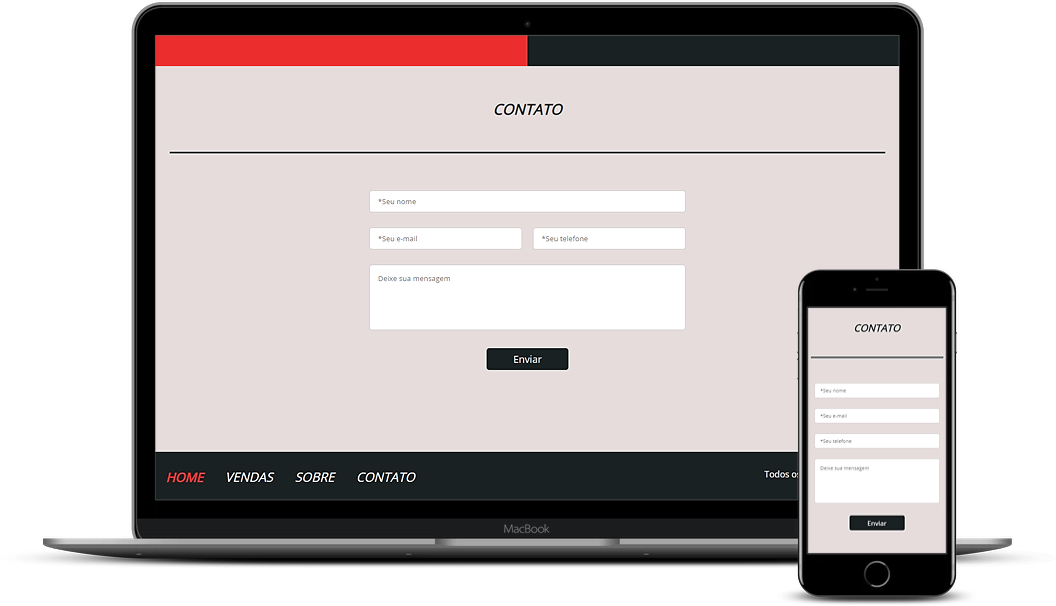 CONTATO
*Seu nome
*Seu e-mail *Seu telefone
Deixe sua mensagem
Enviar
HOME VENDAS SOBRE CONTATO
Todos os
MacBook
CONTATO
*Seu nome
*Seu e-mail
*Seu telefone
Deixe sua mensagem
Enviar